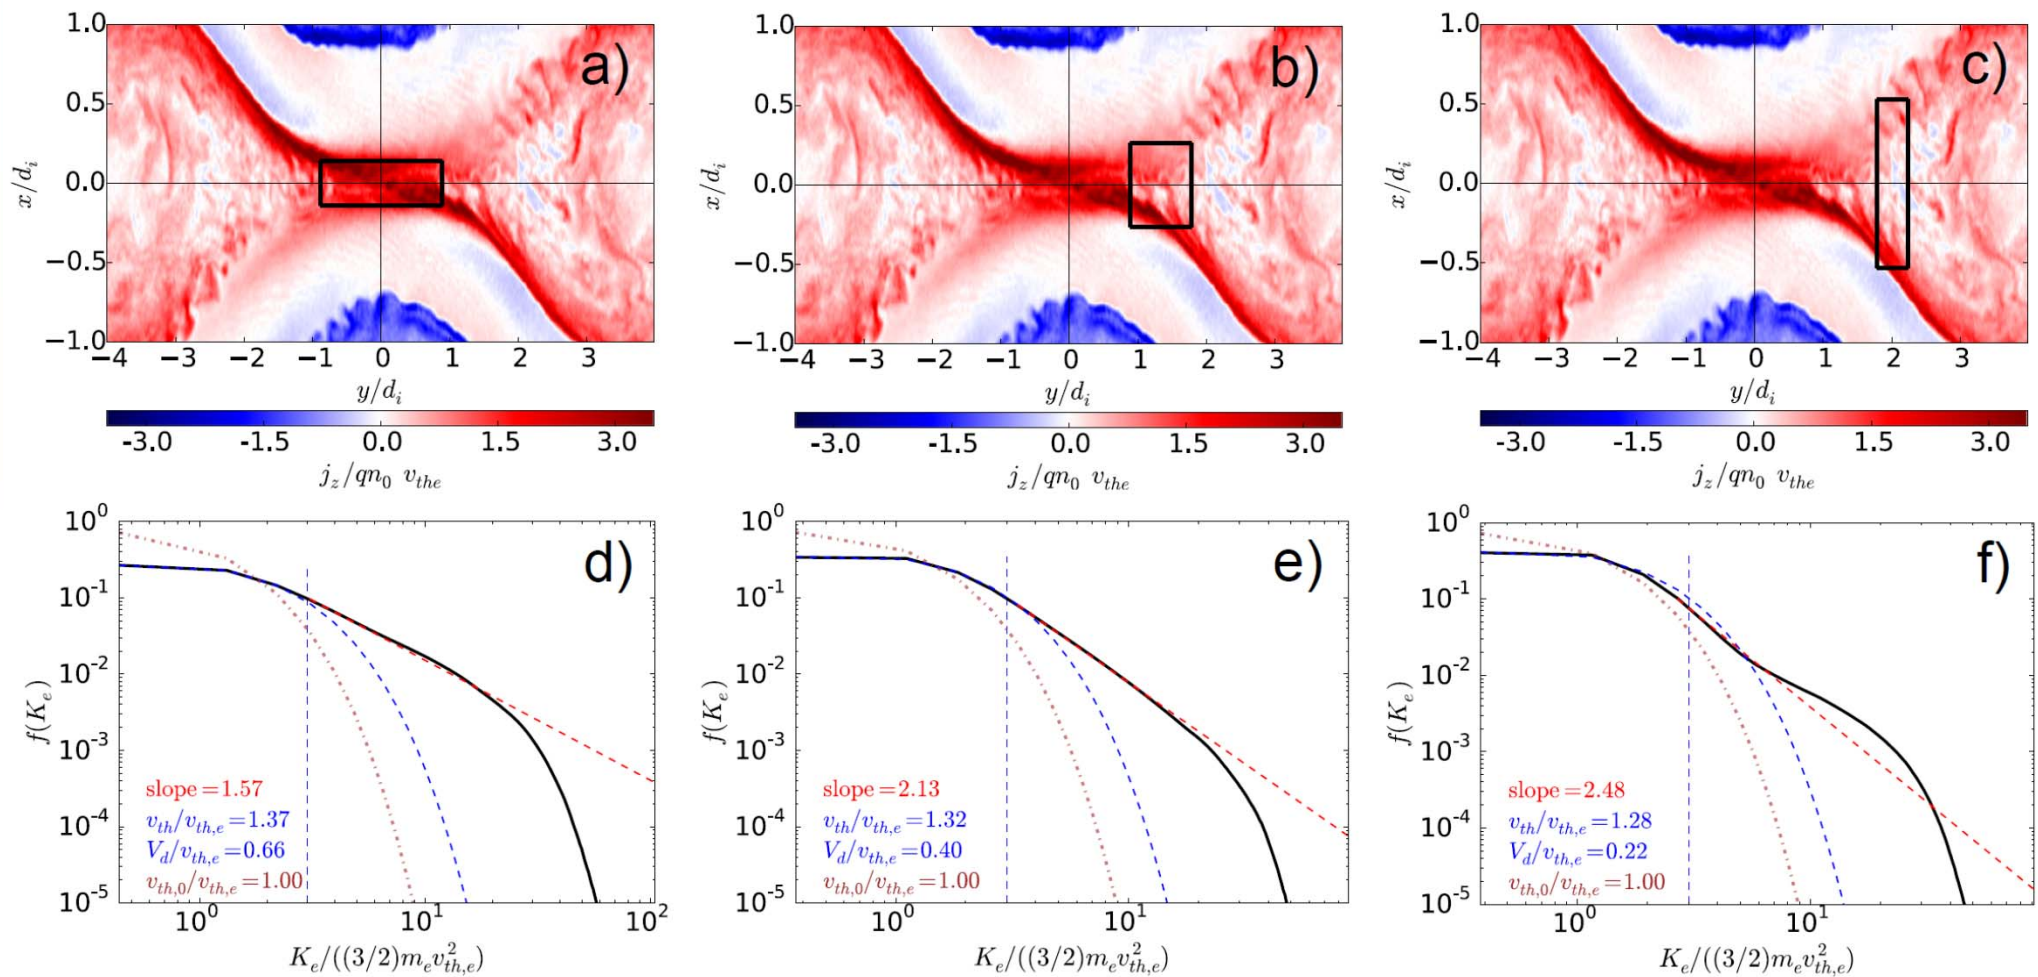 a)
1.0
0.5
0.0
−0.5
−1.0
x/d_i
−4 −3 −2 −1 0 1 2 3
y/d_i
-3.0 -1.5 0.0 1.5 3.0
j_z/qn_0 v_the
b)
1.0
0.5
0.0
−0.5
−1.0
x/d_i
−4 −3 −2 −1 0 1 2 3
y/d_i
-3.0 -1.5 0.0 1.5 3.0
j_z/qn_0 v_the
c)
1.0
0.5
0.0
−0.5
−1.0
x/d_i
−4 −3 −2 −1 0 1 2 3
y/d_i
-3.0 -1.5 0.0 1.5 3.0
j_z/qn_0 v_the
d)
10^0
10^-1
10^-2
10^-3
10^-4
10^-5
f(K_e)
slope=1.57
v_th/v_th,e=1.37
V_d/v_th,e=0.66
v_th,0/v_th,e=1.00
10^0 10^1 10^2
K_e/((3/2)m_e v^2_th,e)
e)
10^0
10^-1
10^-2
10^-3
10^-4
10^-5
f(K_e)
slope=2.13
v_th/v_th,e=1.32
V_d/v_th,e=0.40
v_th,0/v_th,e=1.00
10^0 10^1
K_e/((3/2)m_e v^2_th,e)
f)
10^0
10^-1
10^-2
10^-3
10^-4
10^-5
f(K_e)
slope=2.48
v_th/v_th,e=1.28
V_d/v_th,e=0.22
v_th,0/v_th,e=1.00
10^0 10^1
K_e/((3/2)m_e v^2_th,e)